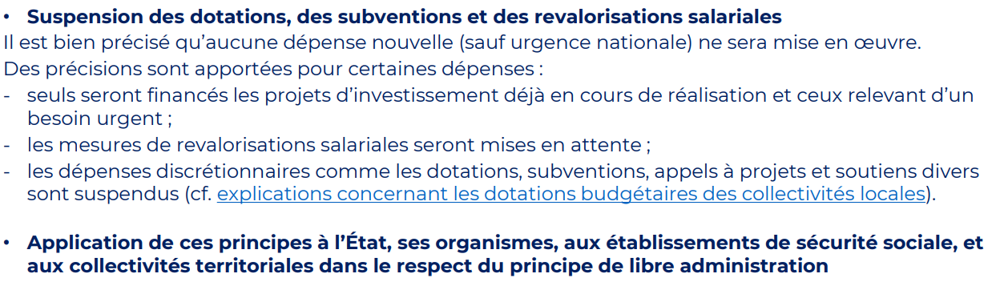 • Suspension des dotations, des subventions et des revalorisations salariales
Il est bien précisé qu’aucune dépense nouvelle (sauf urgence nationale) ne sera mise en œuvre.
Des précisions sont apportées pour certaines dépenses :
- seuls seront financés les projets d’investissement déjà en cours de réalisation et ceux relevant d’un
besoin urgent ;
- les mesures de revalorisations salariales seront mises en attente ;
- les dépenses discrétionnaires comme les dotations, subventions, appels à projets et soutiens divers
sont suspendus (cf. explications concernant les dotations budgétaires des collectivités locales).
• Application de ces principes à l’État, ses organismes, aux établissements de sécurité sociale, et
aux collectivités territoriales dans le respect du principe de libre administration